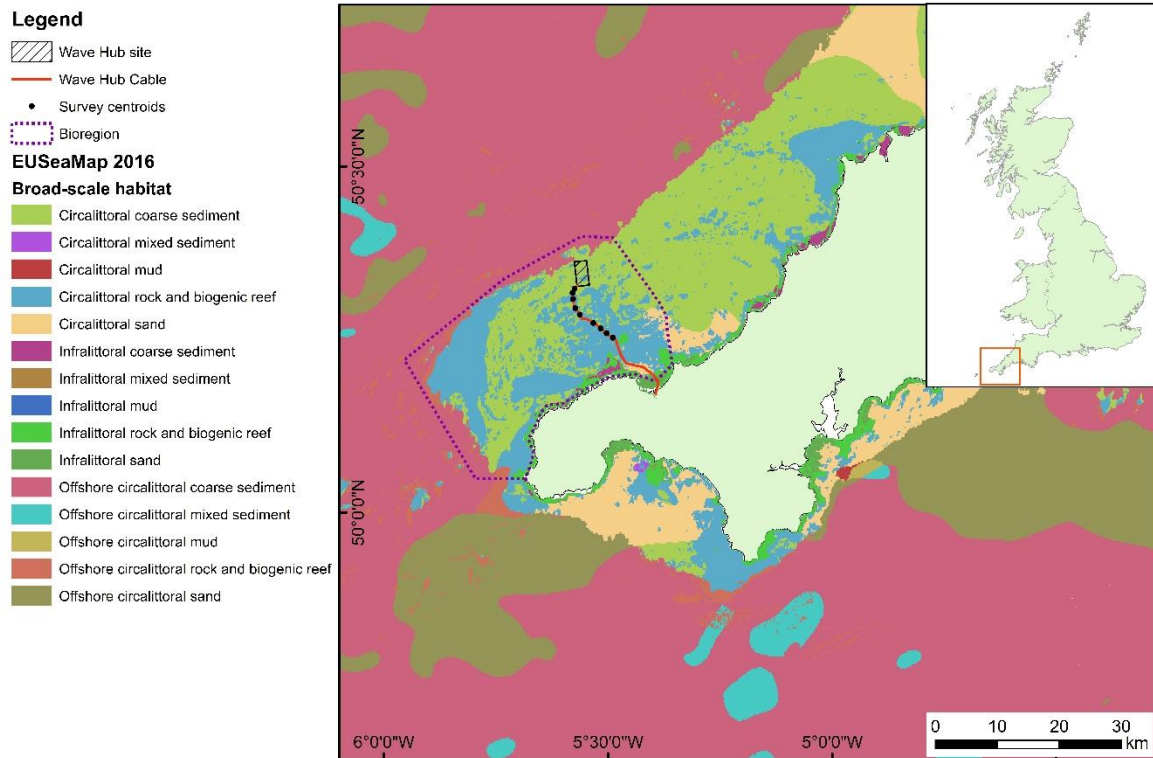 Legend
Wave Hub site
Wave Hub Cable
Survey centroids
Bioregion
EUSeaMap 2016
Broad-scale habitat
Circalittoral coarse sediment
Circalittoral mixed sediment
Circalittoral mud
Circalittoral rock and biogenic reef
Circalittoral sand
Infralittoral coarse sediment
Infralittoral mixed sediment
Infralittoral mud
Infralittoral rock and biogenic reef
Infralittoral sand
Offshore circalittoral coarse sediment
Offshore circalittoral mixed sediment
Offshore circalittoral mud
Offshore circalittoral rock and biogenic reef
Offshore circalittoral sand
50°30'0"N
50°0'0"N
6°0'0"W
5°30'0"W
5°0'0"W
0 10 20 30
km